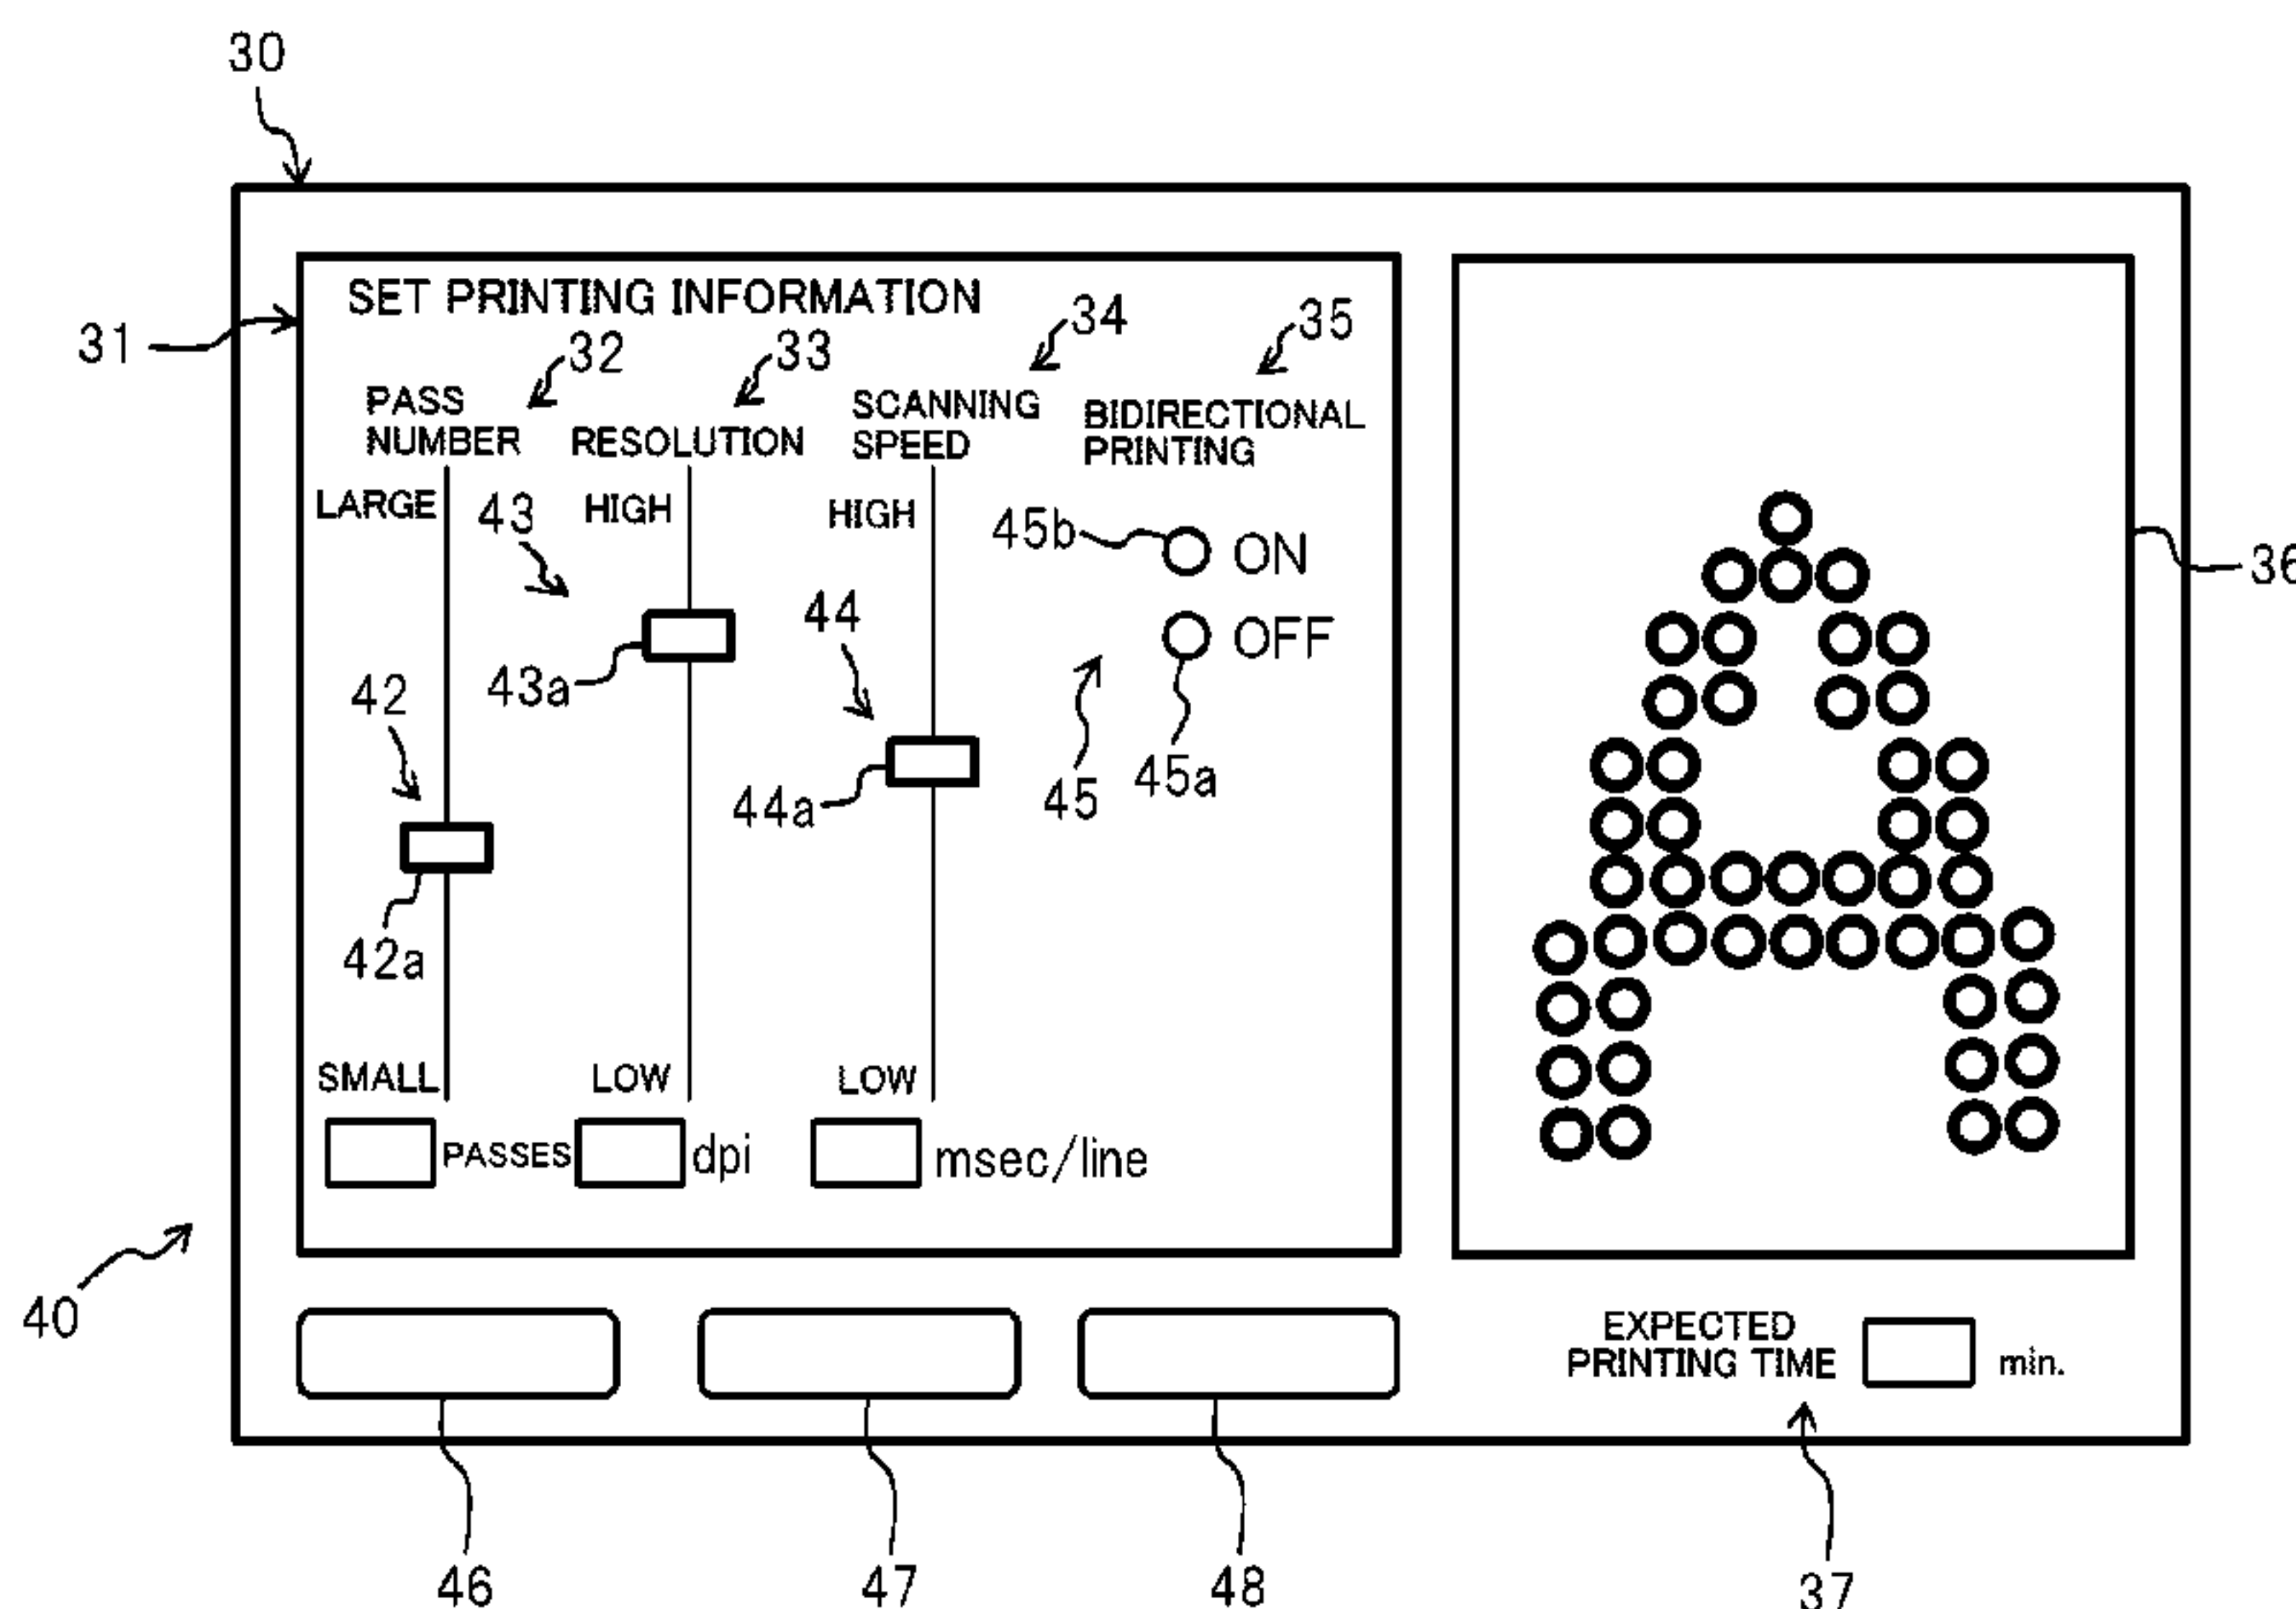 30
SET PRINTING INFORMATION
31
32
33
34
35
PASS
NUMBER
RESOLUTION
SCANNING
SPEED
BIDIRECTIONAL
PRINTING
LARGE
43
HIGH
HIGH
45b
ON
36
44
OFF
42
43a
44a
45
45a
42a
SMALL
LOW
LOW
PASSES
dpi
msec/line
40
EXPECTED
PRINTING TIME
min.
46
47
48
37